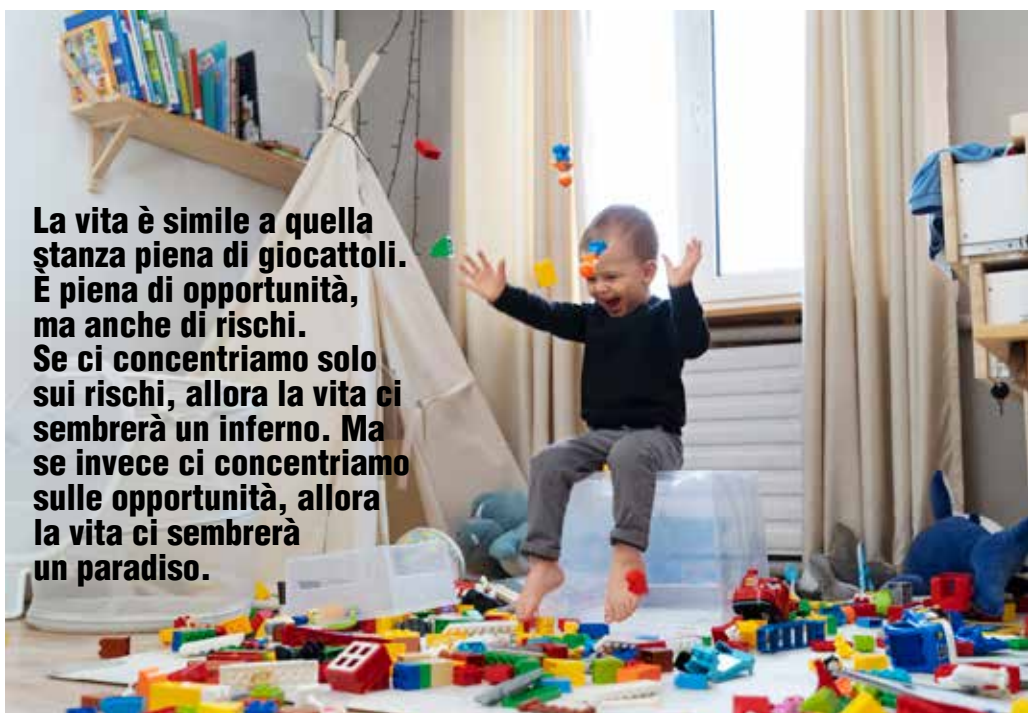 La vita è simile a quella
stanza piena di giocattoli.
È piena di opportunità,
ma anche di rischi.
Se ci concentriamo solo
sui rischi, allora la vita ci
sembrerà un inferno. Ma
se invece ci concentriamo
sulle opportunità, allora
la vita ci sembrerà
un paradiso.